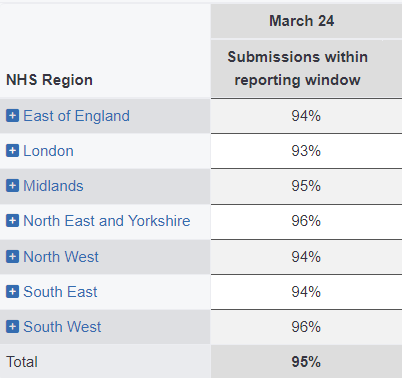 March 24
NHS Region
Submissions within
reporting window
East of England 94%
London 93%
Midlands 95%
North East and Yorkshire 96%
North West 94%
South East 94%
South West 96%
Total 95%